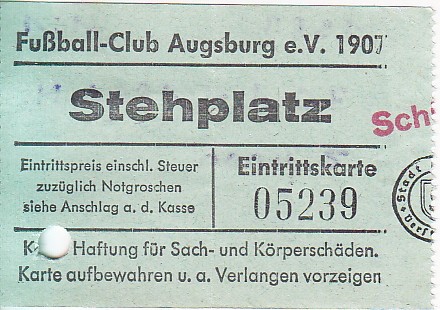 Fußball-Club Augsburg e.V. 1907
Stehplatz
Eintrittspreis einschl. Steuer
zuzüglich Notgroschen
siehe Anschlag a. d. Kasse
Eintrittskarte
05239
Haftung für Sach- und Körperschäden.
Karte aufbewahren u. a. Verlangen vorzeigen
Sch
Stadt